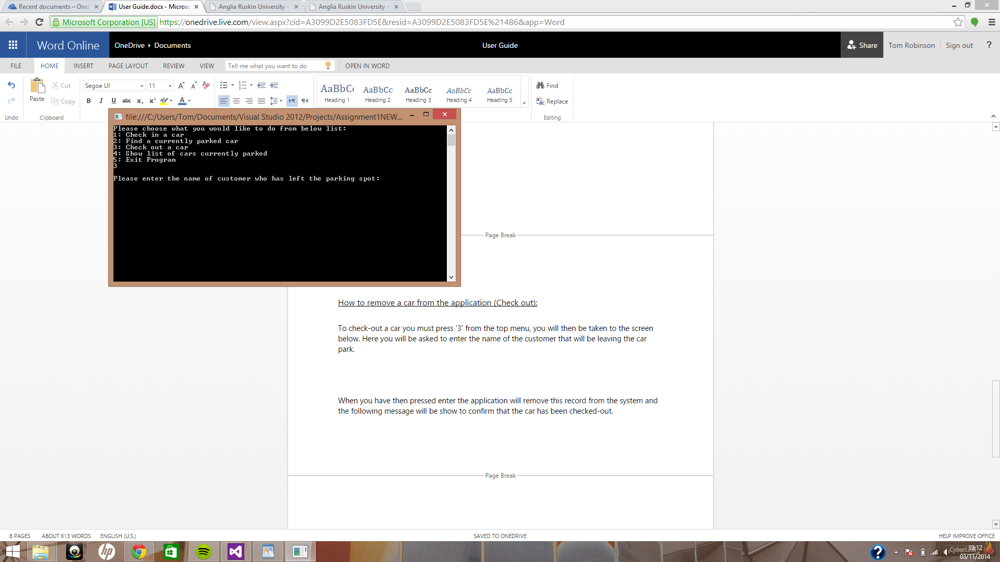 Recent documents – OneD
User Guide.docx - Microsc
Anglia Ruskin University -
Anglia Ruskin University -
Microsoft Corporation [US] https://onedrive.live.com/view.aspx?cid=A3099D2E5083FD5E&resid=A3099D2E5083FD5E%21486&app=Word
Word Online
OneDrive Documents
User Guide
Share
Tom Robinson
Sign out
?
FILE HOME INSERT PAGE LAYOUT REVIEW VIEW Tell me what you want to do OPEN IN WORD
Paste
Cut
Copy
Segoe UI 11
B I U abc x₂ x² A
AaBbCc AaBbCc AaBbCc AaBbCc AaBbCc
Heading 1 Heading 2 Heading 3 Heading 4 Heading 5
Find
Replace
Undo Clipboard Editing
file:///C:/Users/Tom/Documents/Visual Studio 2012/Projects/Assignment1NEW...
Please choose what you would like to do from below list:
1: Check in a car
2: Find a currently parked car
3: Check out a car
4: Show list of cars currently parked
5: Exit Program
3
Please enter the name of customer who has left the parking spot:
Page Break
How to remove a car from the application (Check out):
To check-out a car you must press '3' from the top menu, you will then be taken to the screen
below. Here you will be asked to enter the name of the customer that will be leaving the car
park.
When you have then pressed enter the application will remove this record from the system and
the following message will be show to confirm that the car has been checked-out.
Page Break
8 PAGES ABOUT 613 WORDS ENGLISH (U.S.) SAVED TO ONEDRIVE HELP IMPROVE OFFICE
hp
?
CyberLink
19:12
03/11/2014